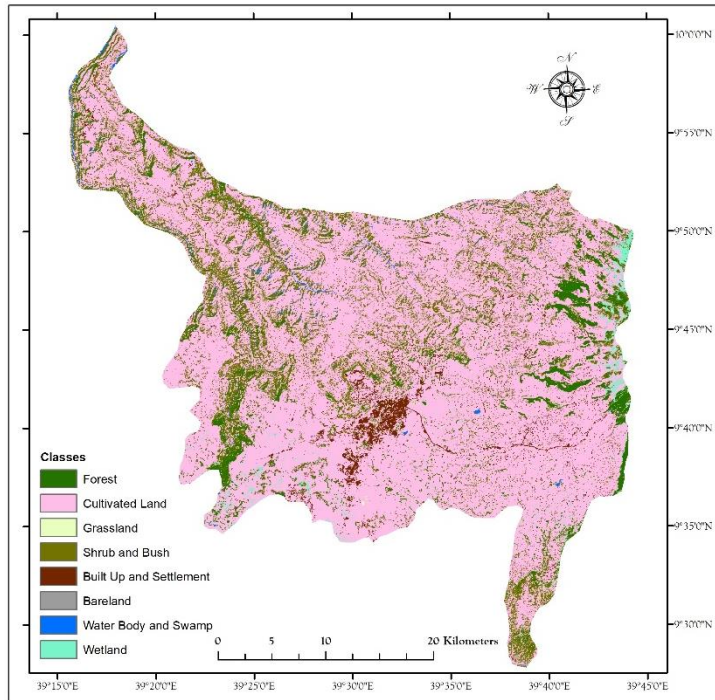 N
W E
S
10°0'0"N
9°55'0"N
9°50'0"N
9°45'0"N
9°40'0"N
9°35'0"N
9°30'0"N
Classes
Forest
Cultivated Land
Grassland
Shrub and Bush
Built Up and Settlement
Bareland
Water Body and Swamp
Wetland
0 5 10 20 Kilometers
39°15'0"E 39°20'0"E 39°25'0"E 39°30'0"E 39°35'0"E 39°40'0"E 39°45'0"E